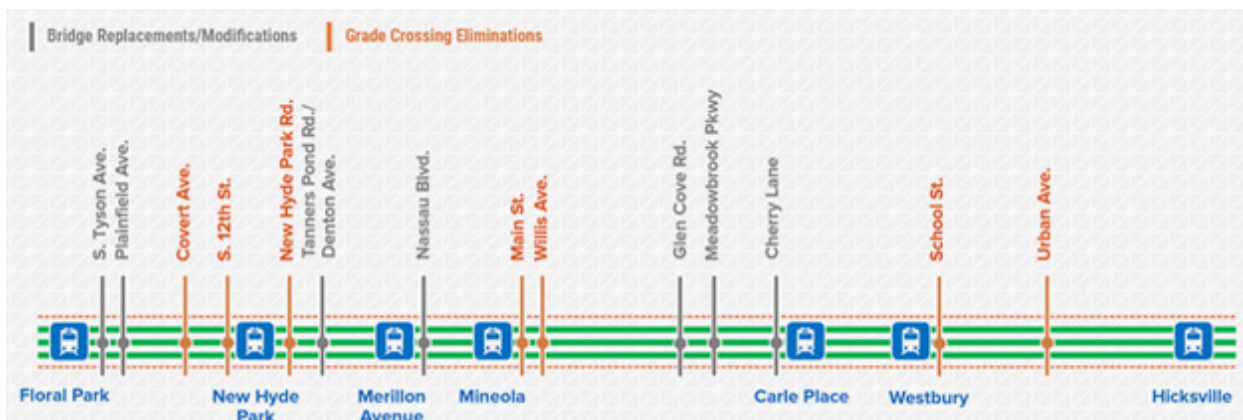 Bridge Replacements/Modifications
Grade Crossing Eliminations
S. Tyson Ave.
Plainfield Ave.
Covert Ave.
S. 12th St.
New Hyde Park Rd.
Tanners Pond Rd./
Denton Ave.
Nassau Blvd.
Main St.
Willis Ave.
Glen Cove Rd.
Meadowbrook Pkwy
Cherry Lane
School St.
Urban Ave.
Floral Park
New Hyde
Park
Merillon
Avenue
Mineola
Carle Place
Westbury
Hicksville